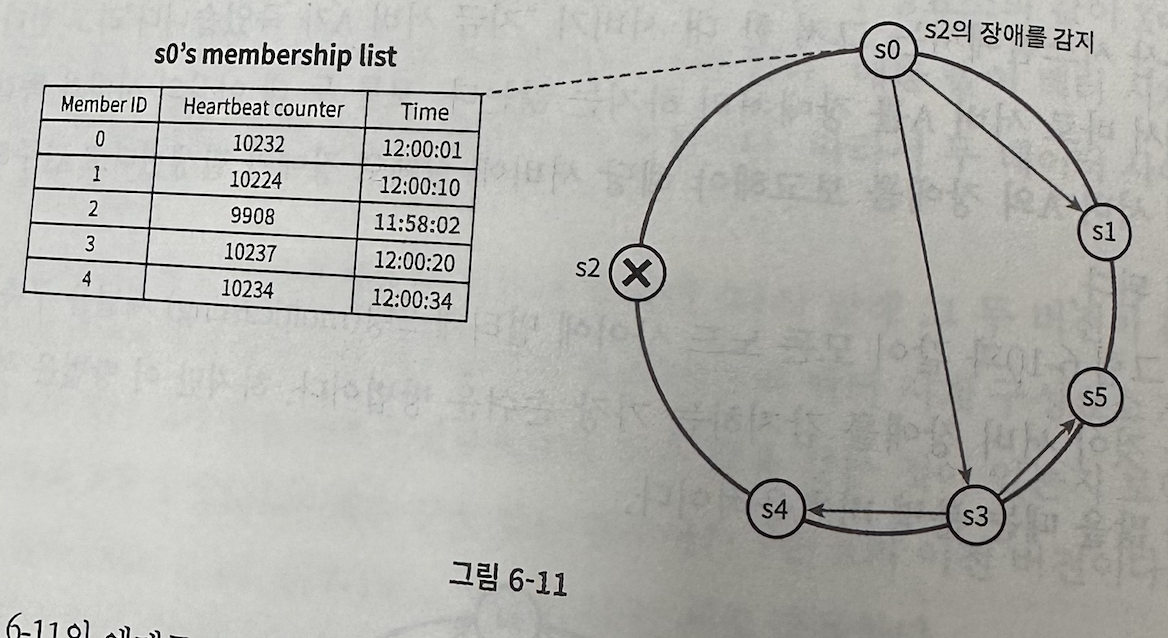 s0's membership list
Member ID Heartbeat counter Time
0 10232 12:00:01
1 10224 12:00:10
2 9908 11:58:02
3 10237 12:00:20
4 10234 12:00:34
s0
s2의 장애를 감지
s1
s2
s5
s4
s3
그림 6-11
6-11의